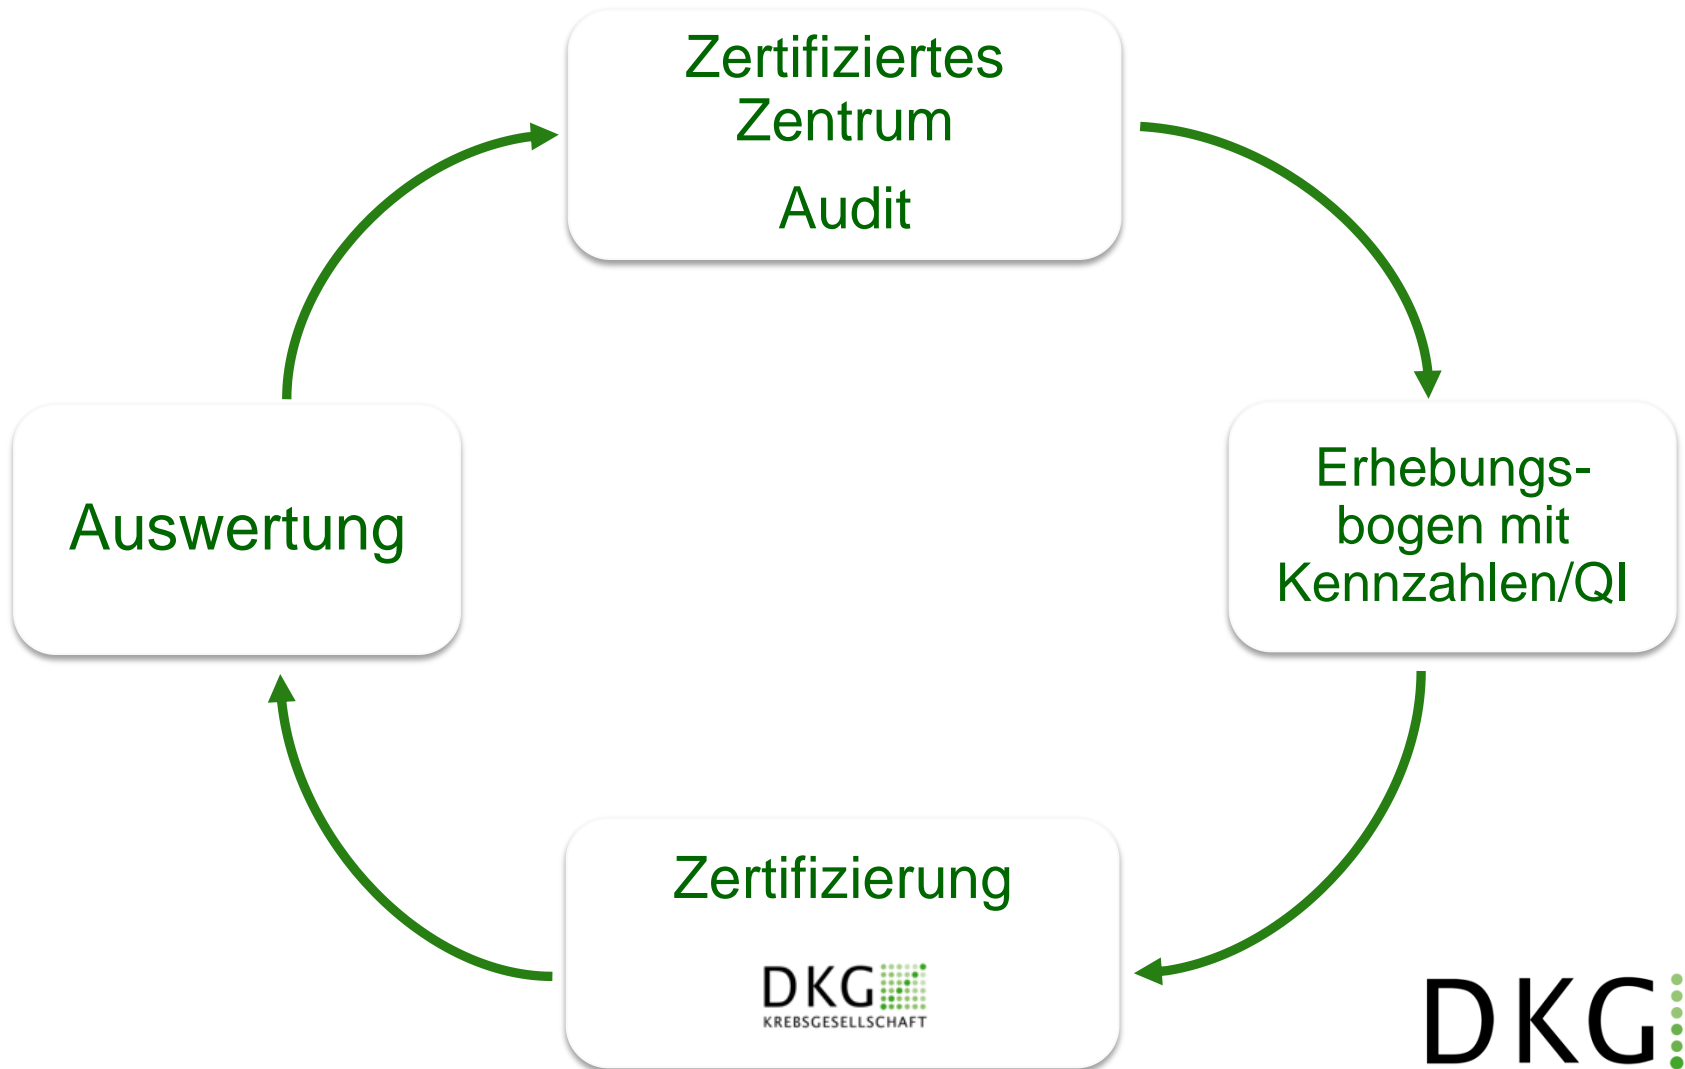 Zertifiziertes
Zentrum
Audit
Auswertung
Erhebungs-
bogen mit
Kennzahlen/QI
Zertifizierung
DKG
KREBSGESELLSCHAFT
DKG